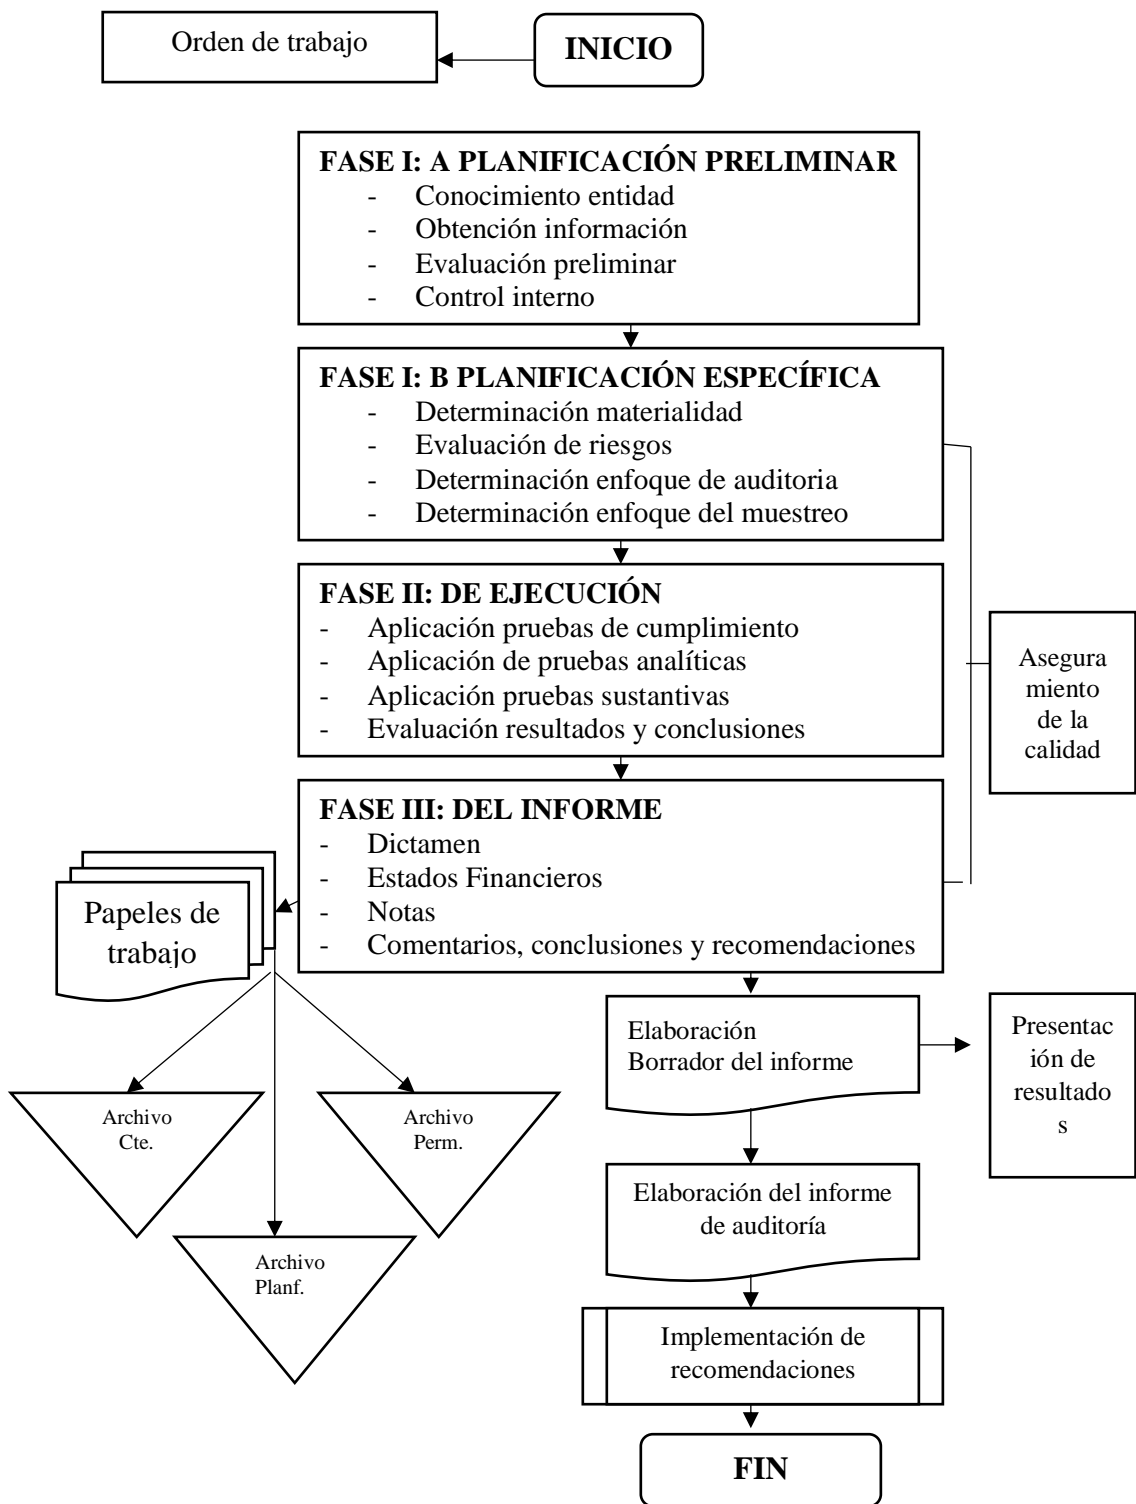 Orden de trabajo
INICIO
FASE I: A PLANIFICACIÓN PRELIMINAR
- Conocimiento entidad
- Obtención información
- Evaluación preliminar
- Control interno
FASE I: B PLANIFICACIÓN ESPECÍFICA
- Determinación materialidad
- Evaluación de riesgos
- Determinación enfoque de auditoria
- Determinación enfoque del muestreo
FASE II: DE EJECUCIÓN
- Aplicación pruebas de cumplimiento
- Aplicación de pruebas analíticas
- Aplicación pruebas sustantivas
- Evaluación resultados y conclusiones
Asegura
miento
de la
calidad
FASE III: DEL INFORME
- Dictamen
- Estados Financieros
- Notas
- Comentarios, conclusiones y recomendaciones
Papeles de
trabajo
Archivo
Cte.
Archivo
Perm.
Archivo
Planf.
Elaboración
Borrador del informe
Presentac
ión de
resultado
s
Elaboración del informe
de auditoría
Implementación de
recomendaciones
FIN